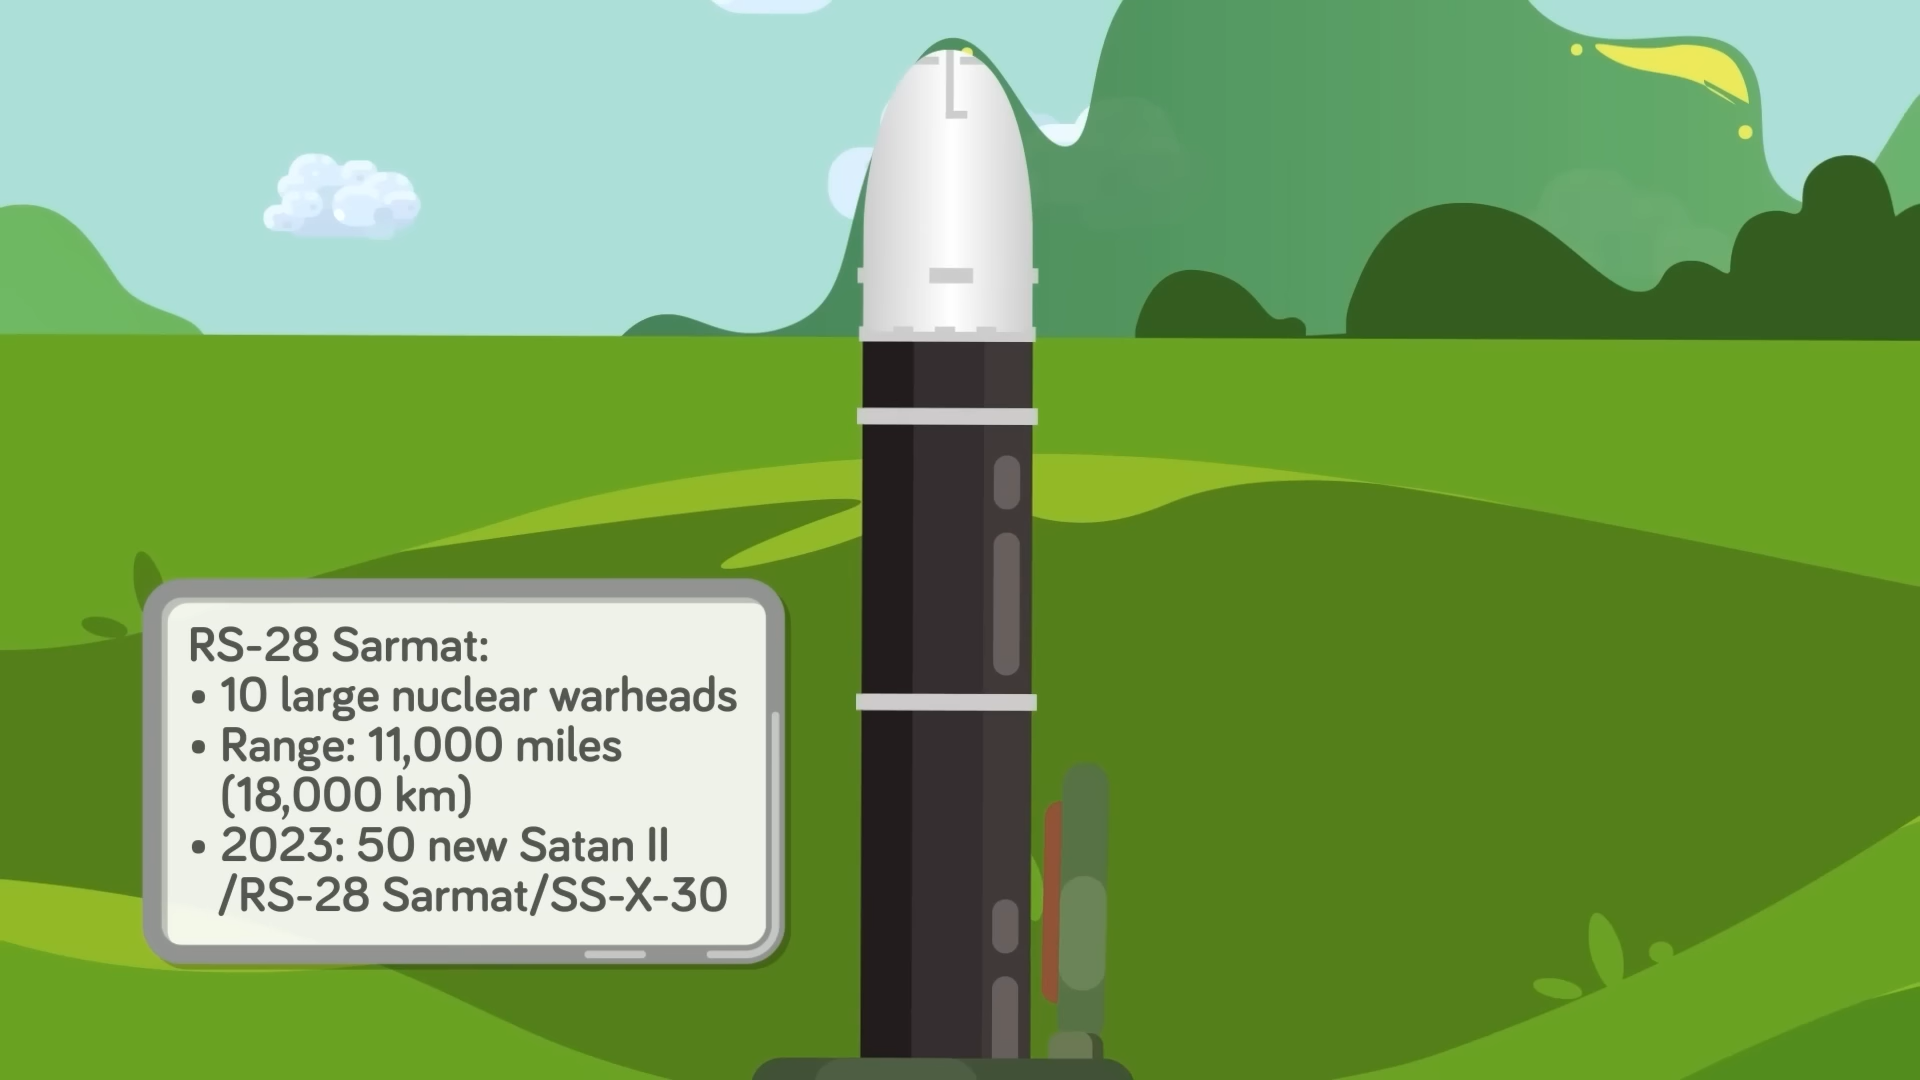 RS-28 Sarmat:
• 10 large nuclear warheads
• Range: 11,000 miles
(18,000 km)
• 2023: 50 new Satan II
/RS-28 Sarmat/SS-X-30